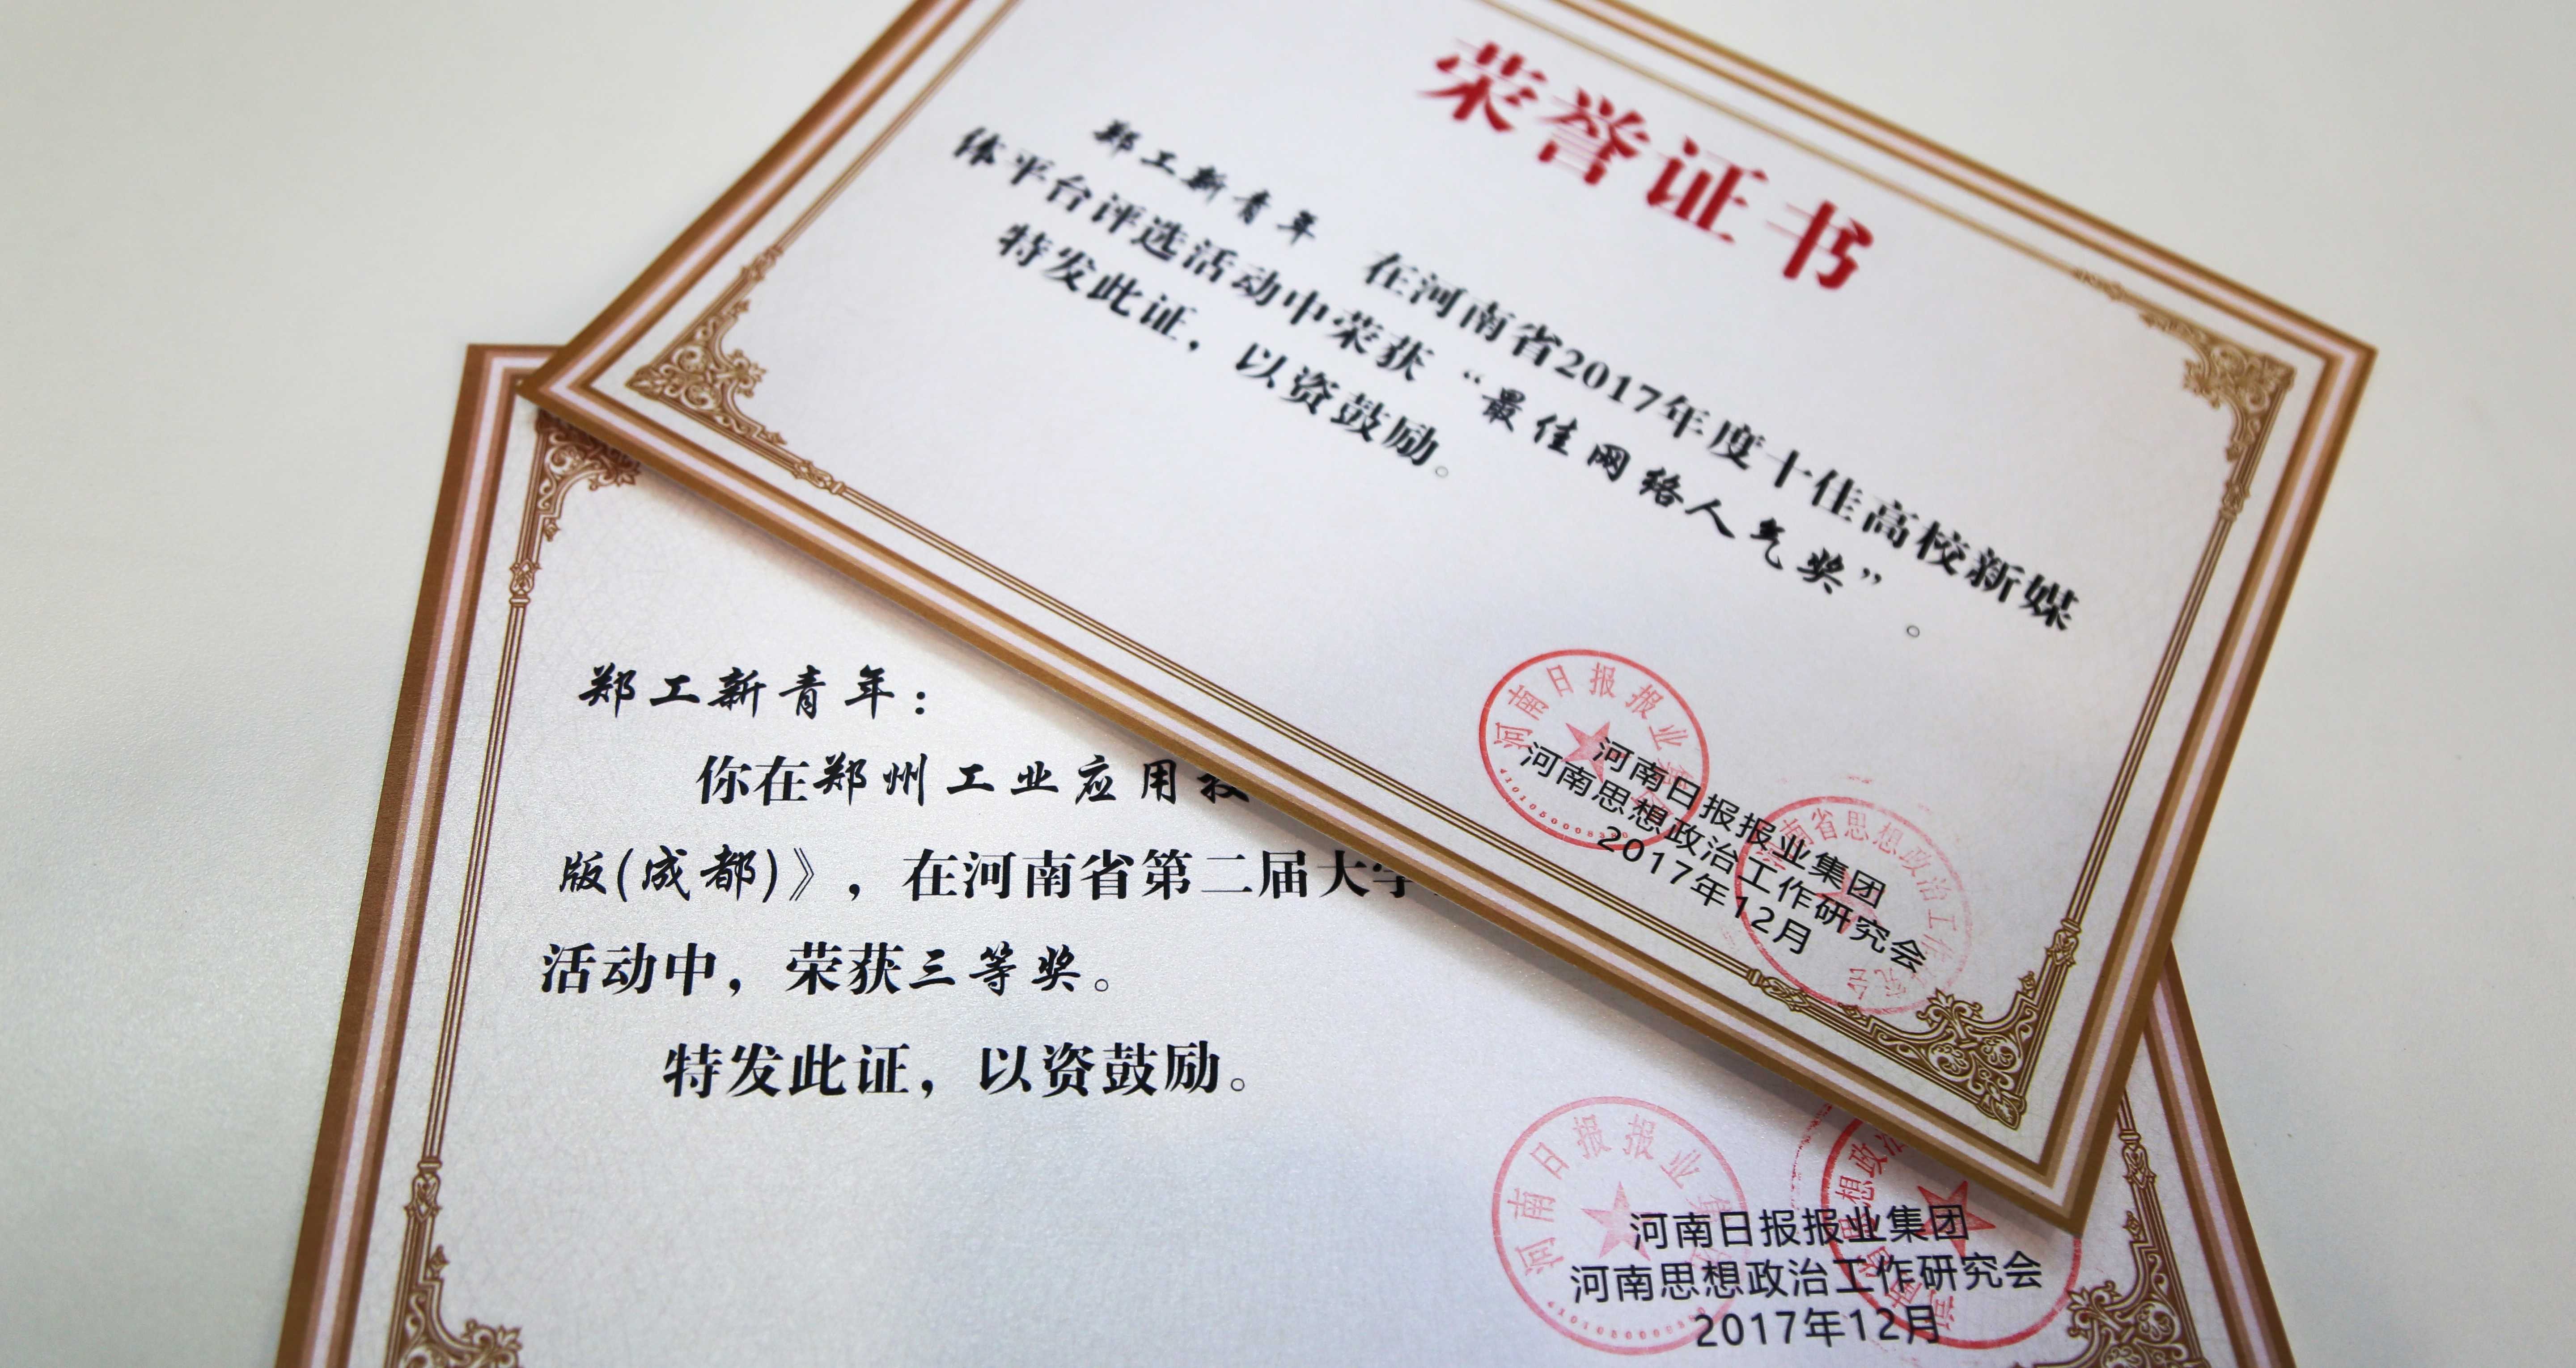 荣誉证书
郑工新青年 在河南省2017年度十佳高校新媒
体平台评选活动中荣获“最佳网络人气奖”。
特发此证，以资鼓励。
河南日报报业集团
河南思想政治工作研究会
2017年12月
郑工新青年：
你在郑州工业应用技
版(成都)》，在河南省第二届大学
活动中，荣获三等奖。
特发此证，以资鼓励。
河南日报报业集团
河南思想政治工作研究会
2017年12月